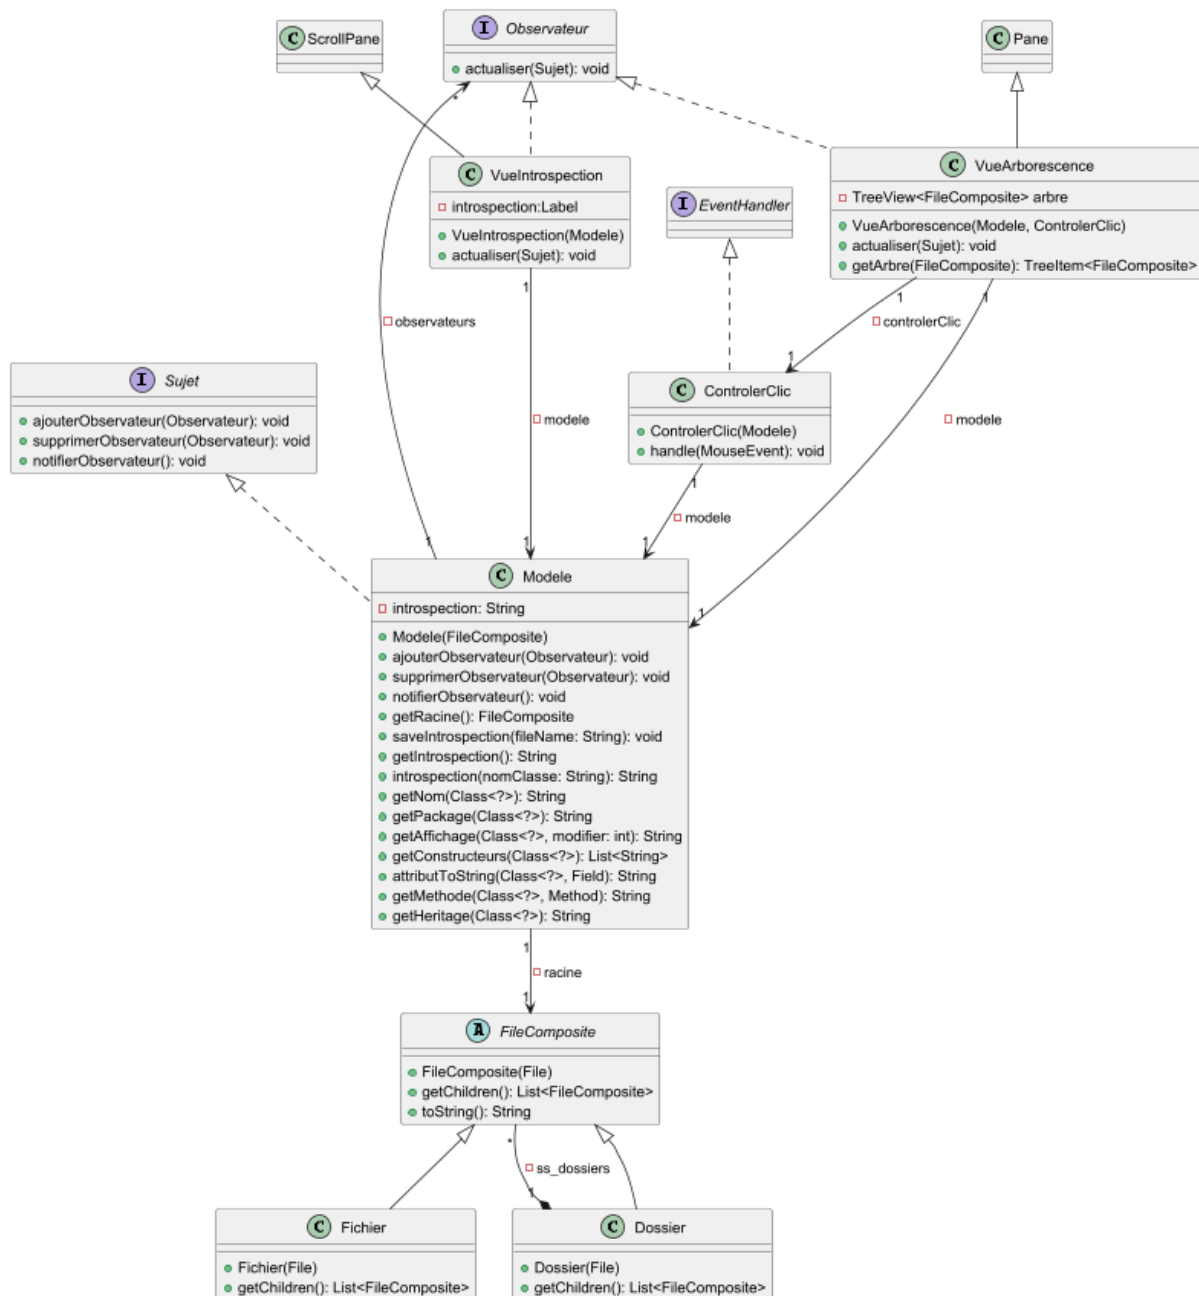 C ScrollPane
I Observateur
actualiser(Sujet): void
C Pane
*
C VueIntrospection
introspection:Label
VueIntrospection(Modele)
actualiser(Sujet): void
1
I EventHandler
C VueArborescence
TreeView<FileComposite> arbre
VueArborescence(Modele, ControlerClic)
actualiser(Sujet): void
getArbre(FileComposite): TreeItem<FileComposite>
1
1
observateurs
controlerClic
1
I Sujet
ajouterObservateur(Observateur): void
supprimerObservateur(Observateur): void
notifierObservateur(): void
C ControlerClic
ControlerClic(Modele)
handle(MouseEvent): void
1
modele
modele
modele
1
1
1
1
C Modele
introspection: String
Modele(FileComposite)
ajouterObservateur(Observateur): void
supprimerObservateur(Observateur): void
notifierObservateur(): void
getRacine(): FileComposite
saveIntrospection(fileName: String): void
getIntrospection(): String
introspection(nomClasse: String): String
getNom(Class<?>): String
getPackage(Class<?>): String
getAffichage(Class<?>, modifier: int): String
getConstructeurs(Class<?>): List<String>
attributToString(Class<?>, Field): String
getMethode(Class<?>, Method): String
getHeritage(Class<?>): String
1
racine
1
A FileComposite
FileComposite(File)
getChildren(): List<FileComposite>
toString(): String
*
ss_dossiers
1
C Fichier
Fichier(File)
getChildren(): List<FileComposite>
C Dossier
Dossier(File)
getChildren(): List<FileComposite>